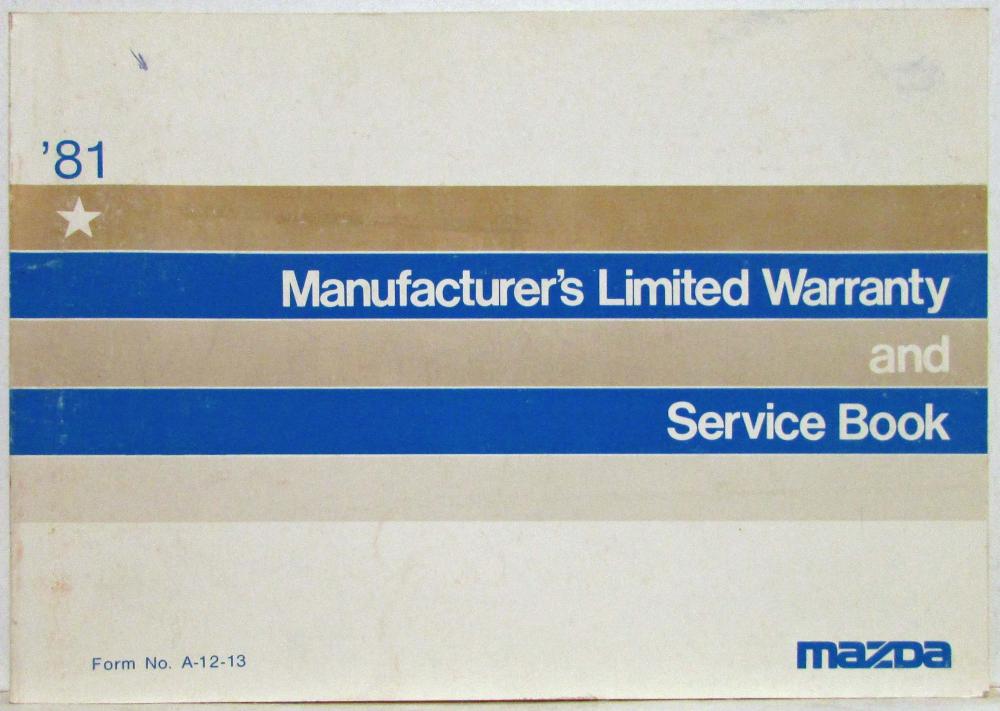 '81
Manufacturer's Limited Warranty
and
Service Book
Form No. A-12-13
mazda